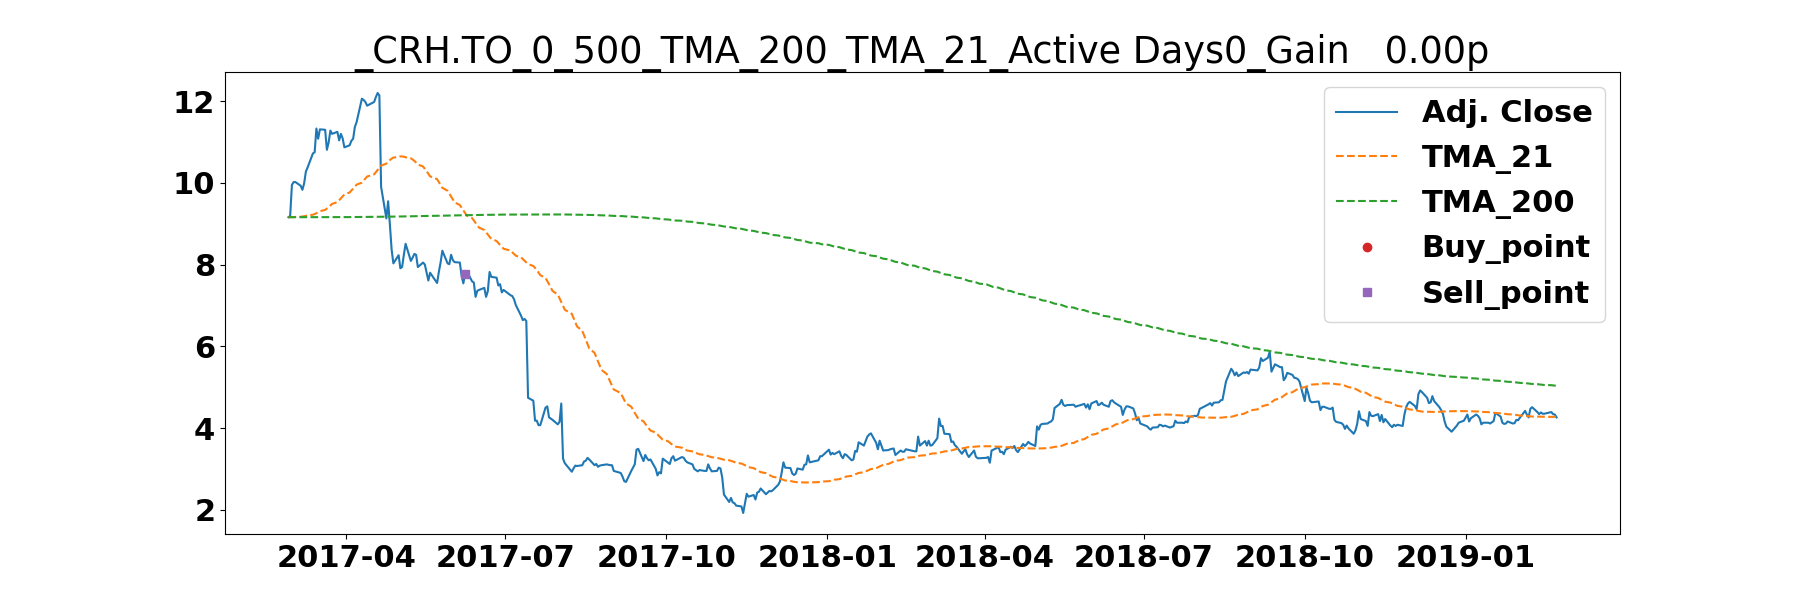 _CRH.TO_0_500_TMA_200_TMA_21_Active Days0_Gain   0.00p
12
10
8
6
4
2
Adj. Close
TMA_21
TMA_200
Buy_point
Sell_point
2017-04 2017-07 2017-10 2018-01 2018-04 2018-07 2018-10 2019-01